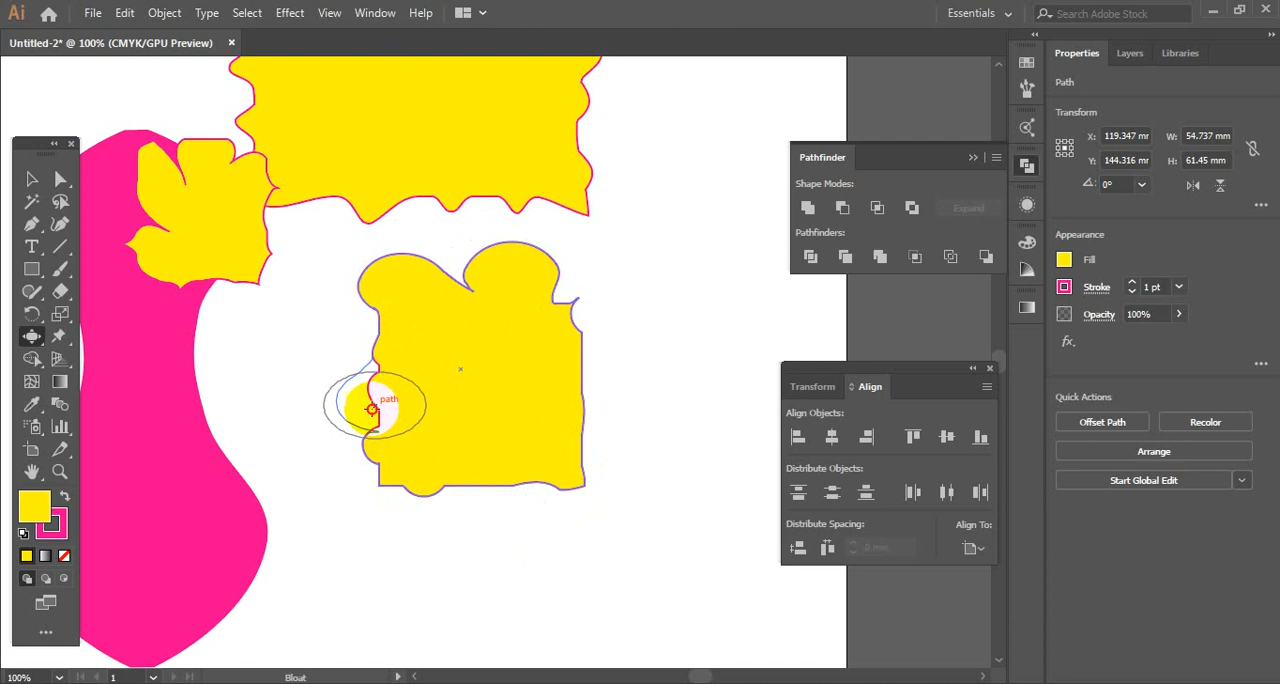 Ai File Edit Object Type Select Effect View Window Help Essentials Search Adobe Stock
Untitled-2* @ 100% (CMYK/GPU Preview) ×
Properties Layers Libraries
Path
Transform
X: 119.347 mr W: 54.737 mm
Y: 144.316 mr H: 61.45 mm
0°
Appearance
Fill
Stroke 1 pt
Opacity 100%
fx.
Quick Actions
Offset Path Recolor
Arrange
Start Global Edit
Pathfinder
Shape Modes:
Expand
Pathfinders:
Transform Align
Align Objects:
Distribute Objects:
Distribute Spacing: Align To:
0 mm
path
T
100% 1 Bloat